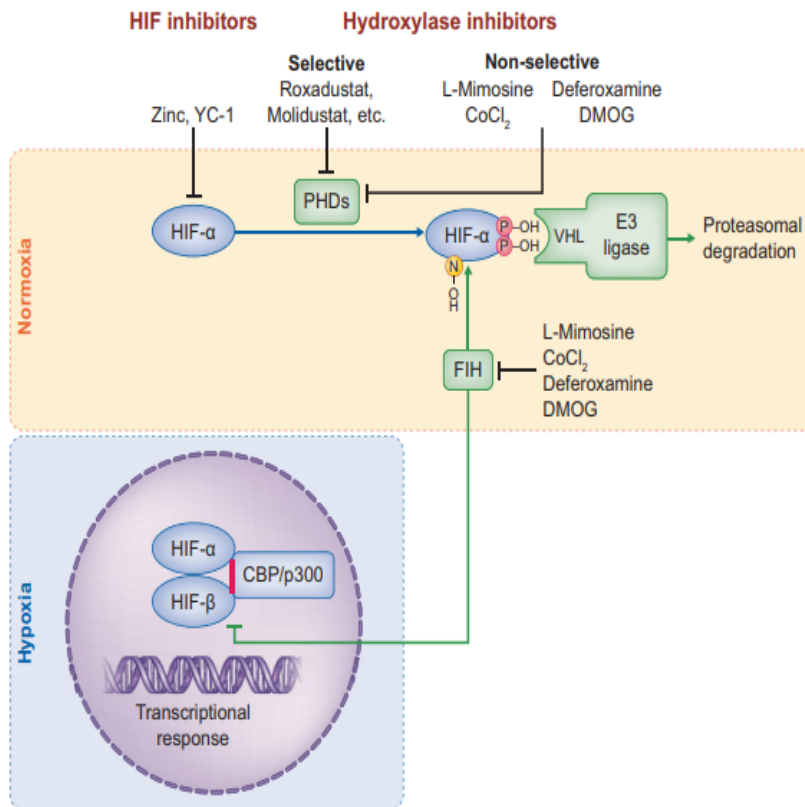 HIF inhibitors
Hydroxylase inhibitors
Selective
Roxadustat,
Molidustat, etc.
Non-selective
L-Mimosine
CoCl₂
Deferoxamine
DMOG
Zinc, YC-1
Normoxia
PHDs
HIF-α
HIF-α
P
–OH
P
–OH
N
OH
VHL
E3
ligase
Proteasomal
degradation
FIH
L-Mimosine
CoCl₂
Deferoxamine
DMOG
Hypoxia
HIF-α
HIF-β
CBP/p300
Transcriptional
response